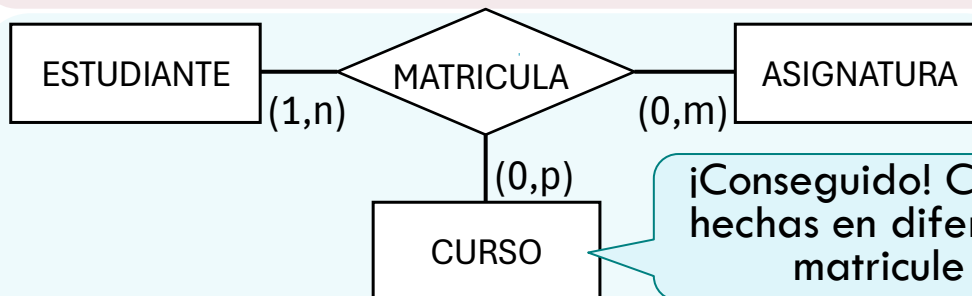 ESTUDIANTE
MATRICULA
ASIGNATURA
(1,n)
(0,m)
(0,p)
CURSO
¡Conseguido! C
hechas en difer
matricule